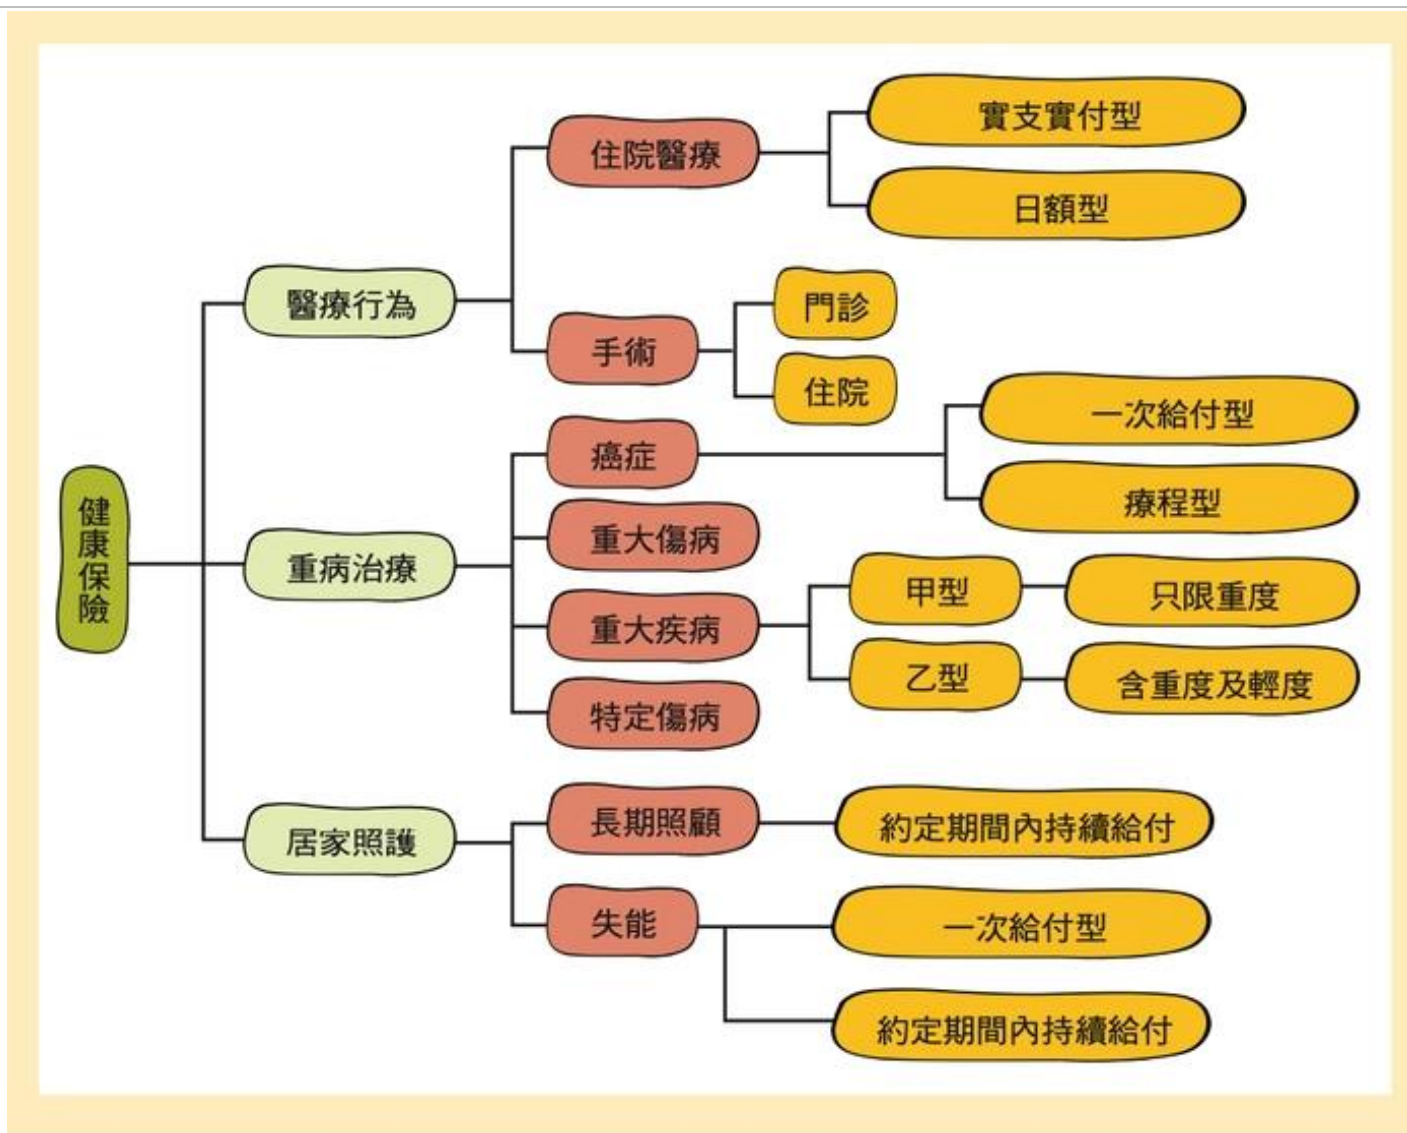 健康保險
醫療行為
住院醫療
實支實付型
日額型
手術
門診
住院
重病治療
癌症
一次給付型
療程型
重大傷病
重大疾病
甲型
只限重度
乙型
含重度及輕度
特定傷病
居家照護
長期照顧
約定期間內持續給付
失能
一次給付型
約定期間內持續給付